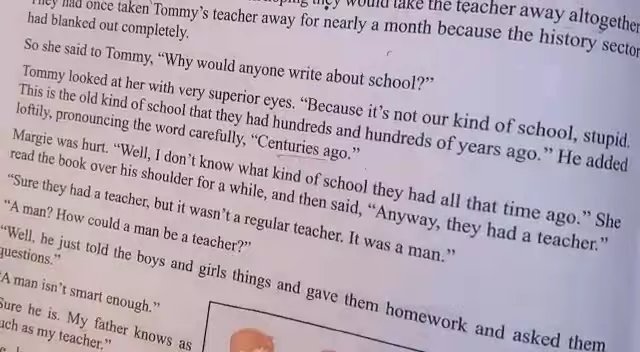 They had once taken Tommy's teacher away for nearly a month because the history sector
had blanked out completely.
So she said to Tommy, “Why would anyone write about school?”
Tommy looked at her with very superior eyes. “Because it's not our kind of school, stupid.
This is the old kind of school that they had hundreds and hundreds of years ago.” He added
loftily, pronouncing the word carefully, “Centuries ago.”
Margie was hurt. “Well, I don't know what kind of school they had all that time ago.” She
read the book over his shoulder for a while, and then said, “Anyway, they had a teacher.”
“Sure they had a teacher, but it wasn't a regular teacher. It was a man.”
“A man? How could a man be a teacher?”
“Well, he just told the boys and girls things and gave them homework and asked them
questions.”
A man isn't smart enough.”
Sure he is. My father knows as
uch as my teacher.”